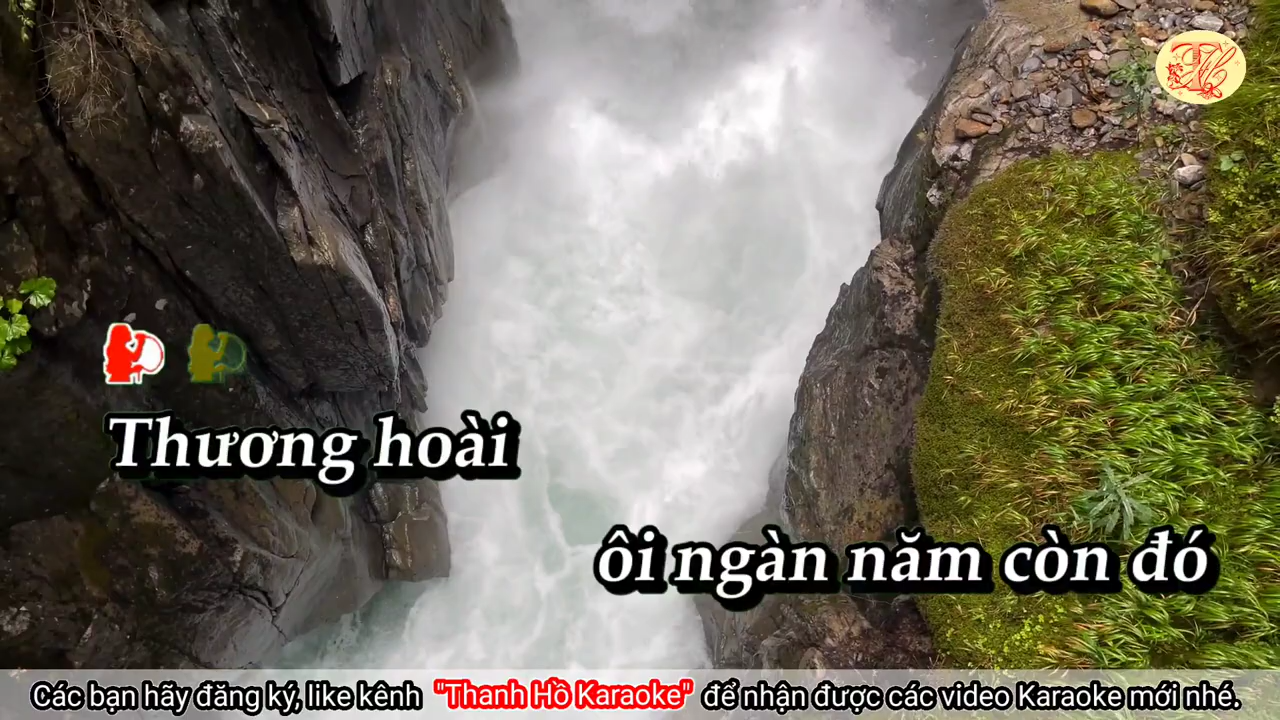 Thương hoài
ôi ngàn năm còn đó
Các bạn hãy đăng ký, like kênh "Thanh Hồ Karaoke" để nhận được các video Karaoke mới nhé.